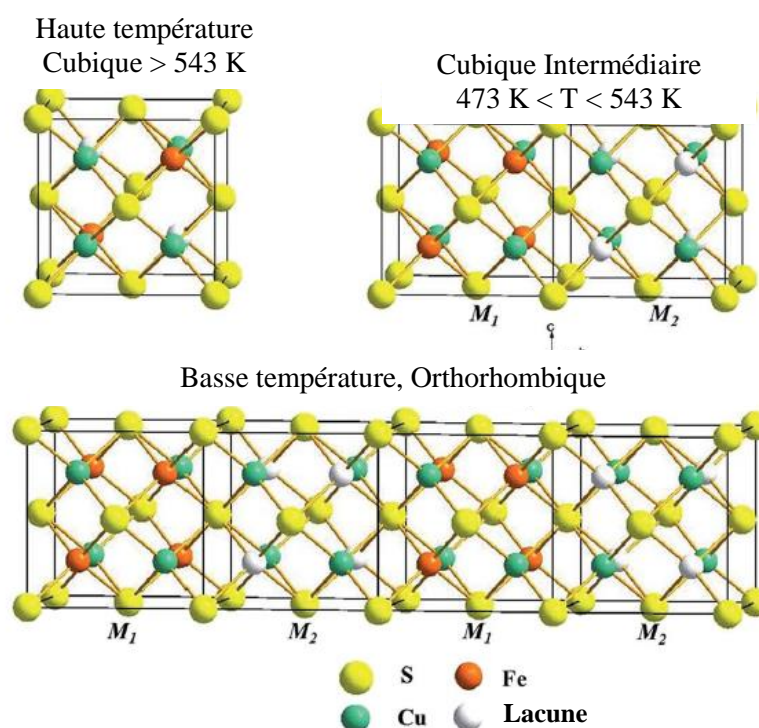 Haute température
Cubique > 543 K
Cubique Intermédiaire
473 K < T < 543 K
M₁ M₂
c
Basse température, Orthorhombique
M₁ M₂ M₁ M₂
S Fe
Cu Lacune